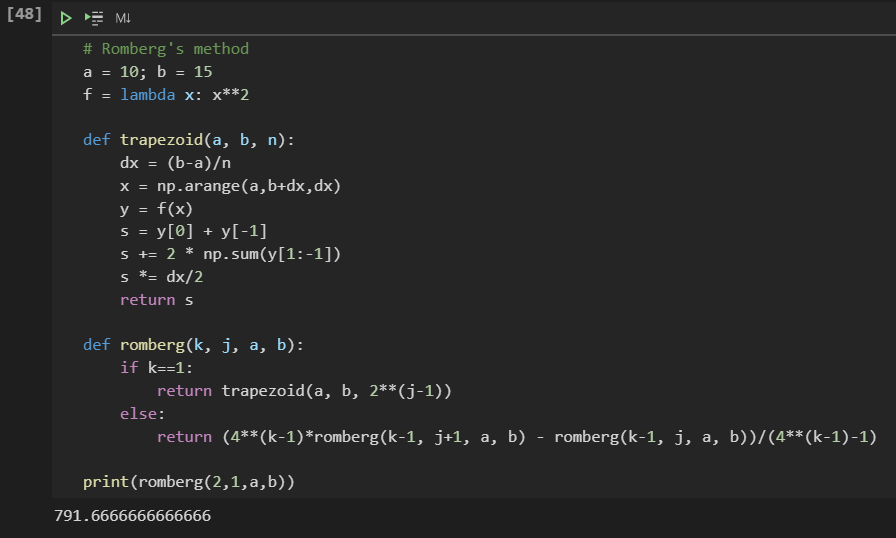 [48]
M↓
# Romberg's method
a = 10; b = 15
f = lambda x: x**2
def trapezoid(a, b, n):
    dx = (b-a)/n
    x = np.arange(a,b+dx,dx)
    y = f(x)
    s = y[0] + y[-1]
    s += 2 * np.sum(y[1:-1])
    s *= dx/2
    return s
def romberg(k, j, a, b):
    if k==1:
        return trapezoid(a, b, 2**(j-1))
    else:
        return (4**(k-1)*romberg(k-1, j+1, a, b) - romberg(k-1, j, a, b))/(4**(k-1)-1)
print(romberg(2,1,a,b))
791.6666666666666